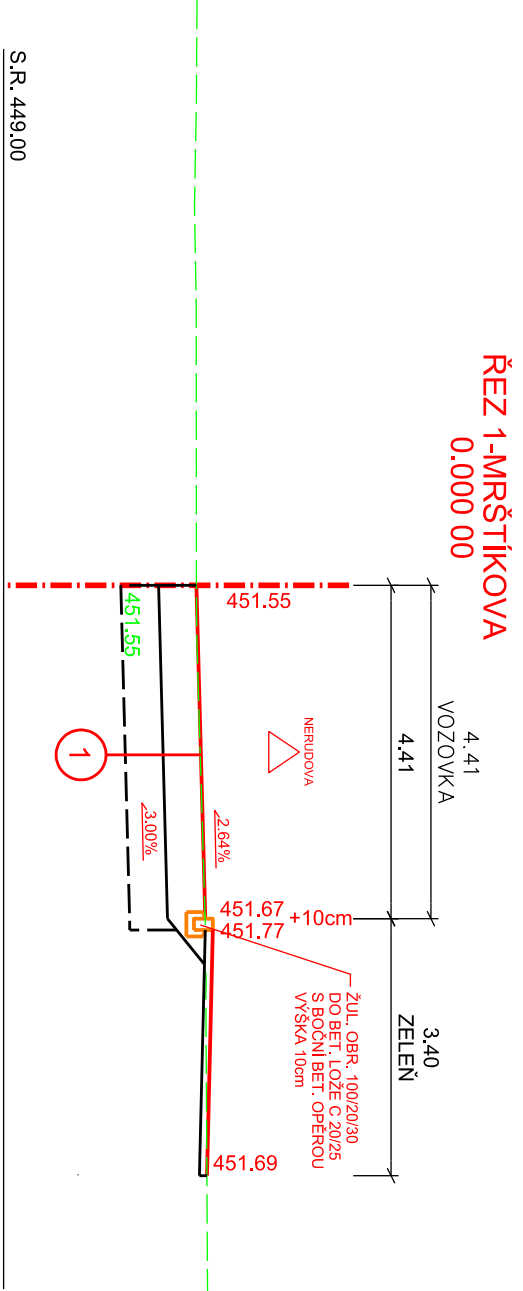 ŘEZ 1-MRŠTÍKOVA
0.000 00
4.41
VOZOVKA
3.40
ZELEŇ
4.41
NERUDOVA
ŽUL. OBR. 100/20/30
DO BET. LOŽE C 20/25
S BOČNÍ BET. OPĚROU
VÝŠKA 10cm
451.55
2.64%
451.67
451.77
+10cm
451.69
451.55
3.00%
1
S.R. 449.00